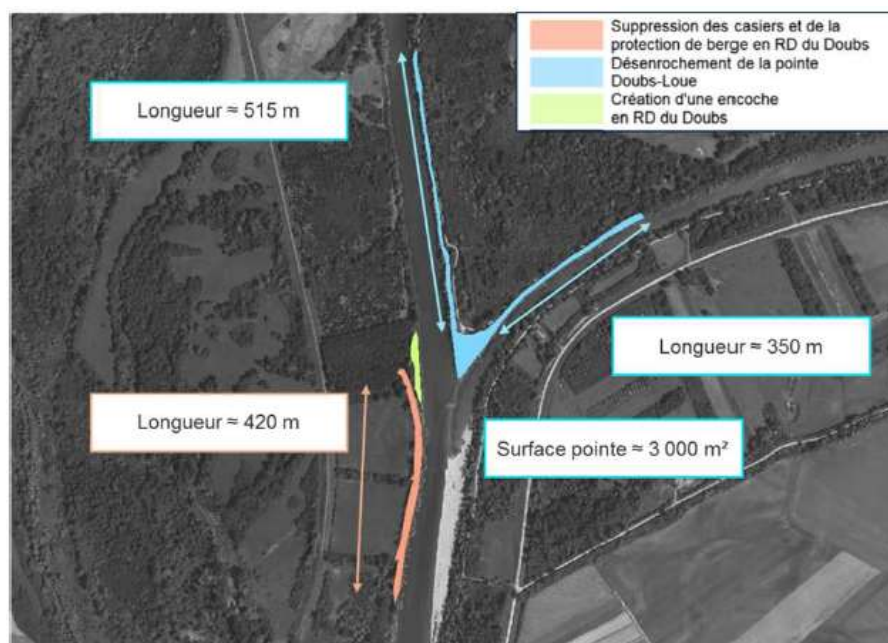 Suppression des casiers et de la
protection de berge en RD du Doubs
Désenrochement de la pointe
Doubs-Loue
Création d'une encoche
en RD du Doubs
Longueur ≈ 515 m
Longueur ≈ 350 m
Longueur ≈ 420 m
Surface pointe ≈ 3 000 m²